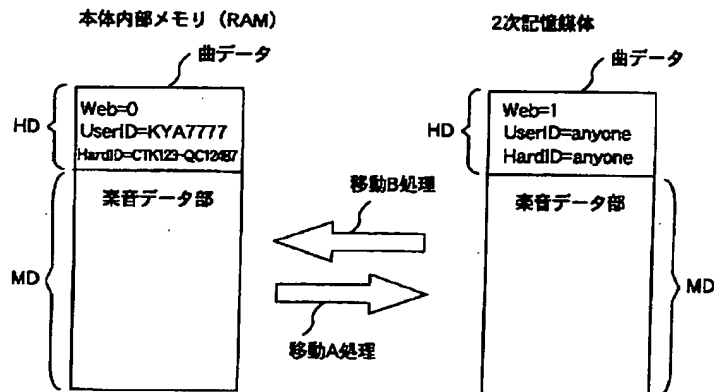 本体内部メモリ（RAM）
2次記憶媒体
曲データ
曲データ
HD
Web=0
UserID=KYA7777
HardID=CTK123-QC12487
HD
Web=1
UserID=anyone
HardID=anyone
楽音データ部
楽音データ部
移動B処理
MD
MD
移動A処理